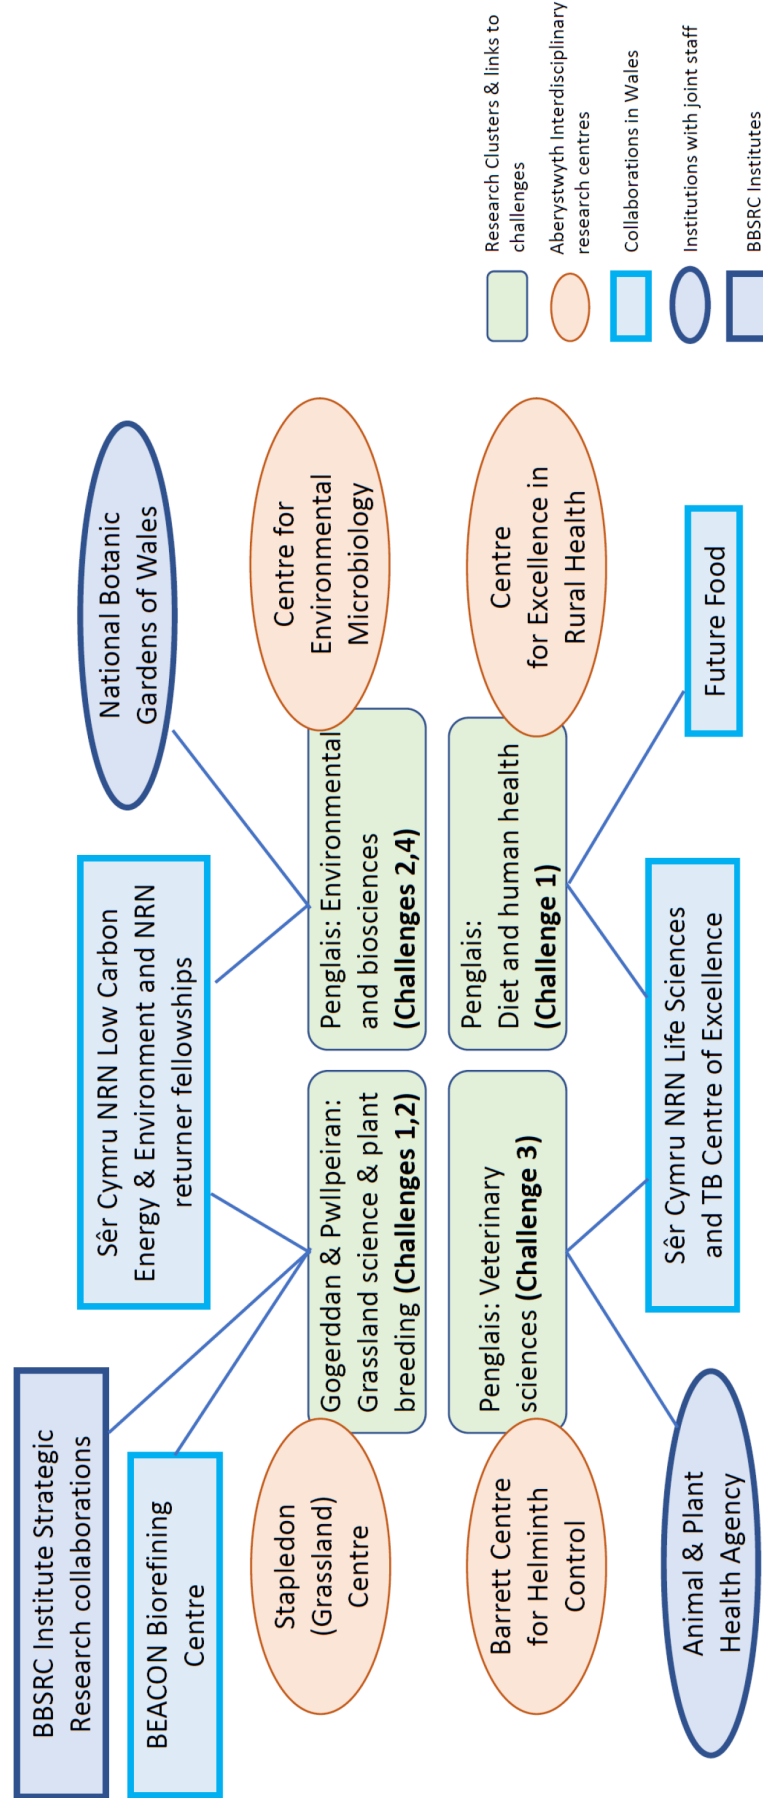 BBSRC Institute Strategic
Research collaborations
BEACON Biorefining
Centre
Sêr Cymru NRN Low Carbon
Energy & Environment and NRN
returner fellowships
National Botanic
Gardens of Wales
Stapledon
(Grassland)
Centre
Gogerddan & Pwllpeiran:
Grassland science & plant
breeding (Challenges 1,2)
Penglais: Environmental
and biosciences
(Challenges 2,4)
Centre for
Environmental
Microbiology
Barrett Centre
for Helminth
Control
Penglais: Veterinary
sciences (Challenge 3)
Penglais:
Diet and human health
(Challenge 1)
Centre
for Excellence in
Rural Health
Animal & Plant
Health Agency
Sêr Cymru NRN Life Sciences
and TB Centre of Excellence
Future Food
Research Clusters & links to
challenges
Aberystwyth Interdisciplinary
research centres
Collaborations in Wales
Institutions with joint staff
BBSRC Institutes